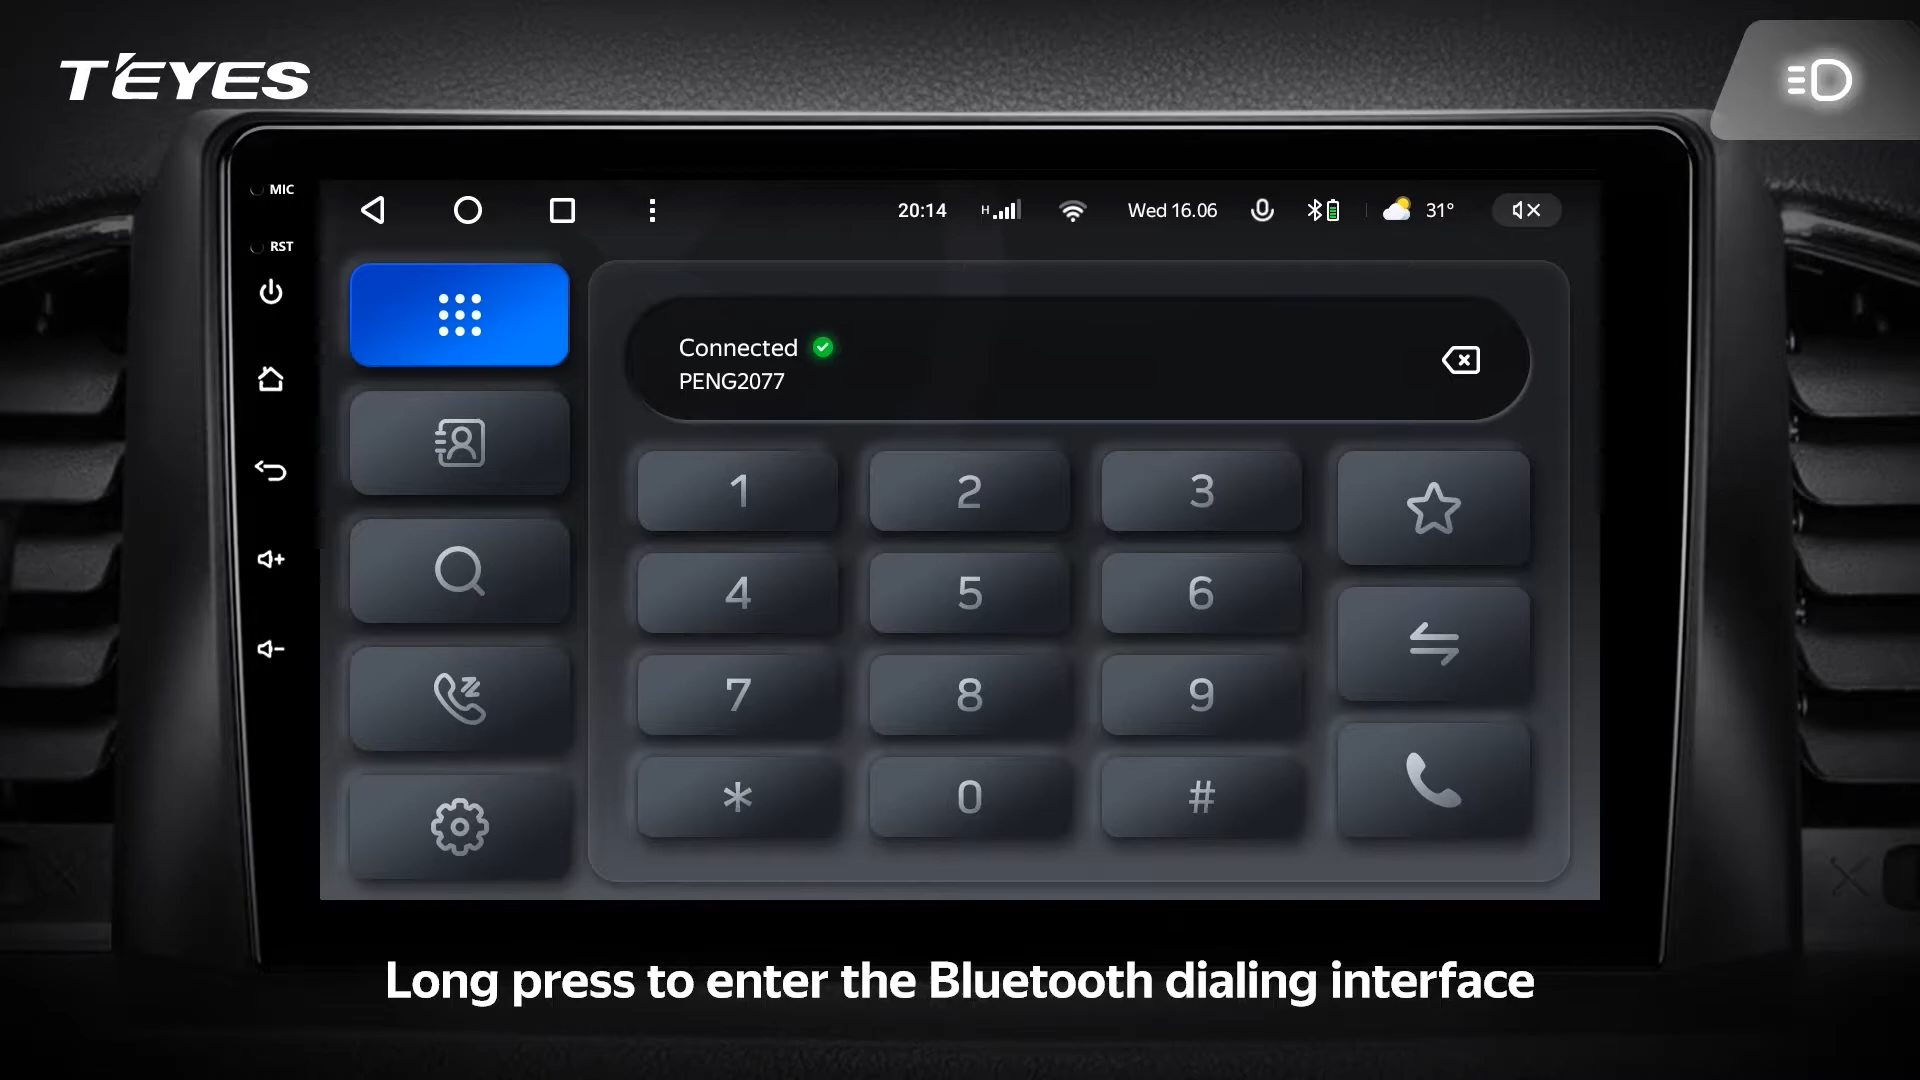 T'EYES
MIC
RST
20:14
H
Wed 16.06
31°
Connected
PENG2077
1 2 3
4 5 6
7 8 9
* 0 #
Long press to enter the Bluetooth dialing interface